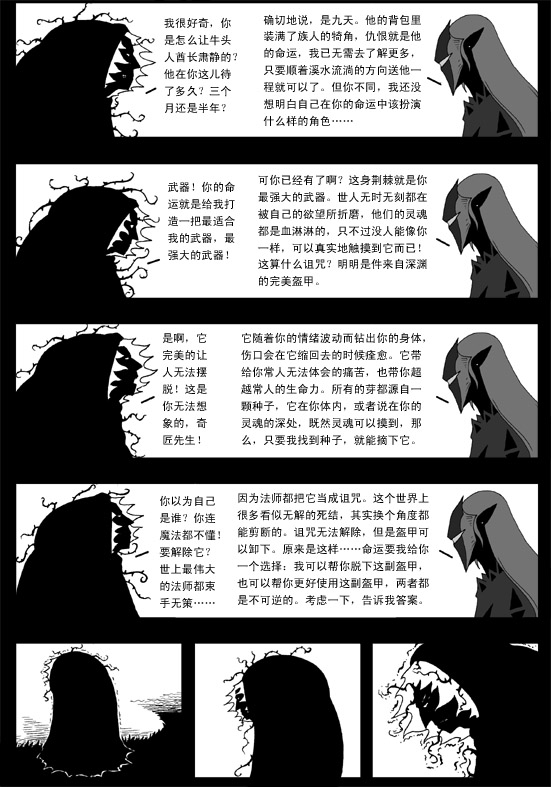 我很好奇，你
是怎么让牛头
人酋长肃静的？
他在你这儿待
了多久？三个
月还是半年？
确切地说，是九天。他的背包里
装满了族人的犄角，仇恨就是他
的命运，我已无需去了解更多，
只要顺着溪水流淌的方向送他一
程就可以了。但你不同，我还没
想明白自己在你的命运中该扮演
什么样的角色……
武器！你的命
运就是给我打
造一把最适合
我的武器，最
强大的武器！
可你已经有了啊？这身荆棘就是你
最强大的武器。世人无时无刻都在
被自己的欲望所折磨，他们的灵魂
都是血淋淋的，只不过没人能像你
一样，可以真实地触摸到它而已！
这算什么诅咒？明明是件来自深渊
的完美盔甲。
是啊，它
完美的让
人无法摆
脱！这是
你无法想
象的，奇
匠先生！
它随着你的情绪波动而钻出你的身体，
伤口会在它缩回去的时候痊愈。它带
给你常人无法体会的痛苦，也带你超
越常人的生命力。所有的芽都源自一
颗种子，它在你体内，或者说在你的
灵魂的深处，既然灵魂可以摸到，那
么，只要我找到种子，就能摘下它。
你以为自己
是谁？你连
魔法都不懂！
要解除它？
世上最伟大
的法师都束
手无策……
因为法师都把它当成诅咒。这个世界上
很多看似无解的死结，其实换个角度都
能剪断的。诅咒无法解除，但是盔甲可
以卸下。原来是这样……命运要我给你
一个选择：我可以帮你脱下这副盔甲，
也可以帮你更好使用这副盔甲，两者都
是不可逆的。考虑一下，告诉我答案。